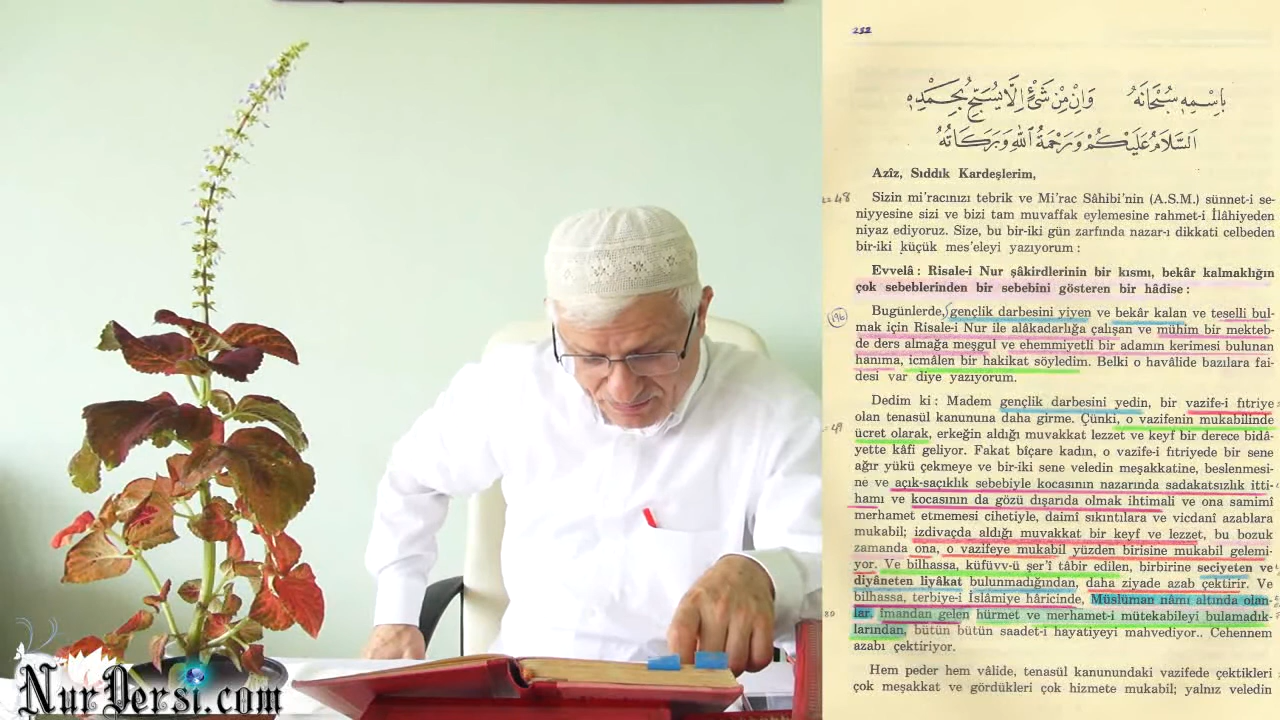 232
بِاسْمِهِ سُبْحَانَهُ وَاِنْ مِنْ شَيْءٍ اِلَّا يُسَبِّحُ بِحَمْدِهِ
اَلسَّلَامُ عَلَيْكُمْ وَرَحْمَةُ اللّٰهِ وَبَرَكَاتُهُ
Azîz, Sıddık Kardeşlerim,
Sizin mi'racınızı tebrik ve Mi'rac Sâhibi'nin (A.S.M.) sünnet-i se-
niyyesine sizi ve bizi tam muvaffak eylemesine rahmet-i İlâhiyeden
niyaz ediyoruz. Size, bu bir-iki gün zarfında nazar-ı dikkati celbeden
bir-iki küçük mes'eleyi yazıyorum :
Evvelâ : Risale-i Nur şâkirdlerinin bir kısmı, bekâr kalmaklığın
çok sebeblerinden bir sebebini gösteren bir hâdise :
Bugünlerde, gençlik darbesini yiyen ve bekâr kalan ve teselli bul-
mak için Risale-i Nur ile alâkadarlığa çalışan ve mühim bir mekteb-
de ders almağa meşgul ve ehemmiyetli bir adamın kerimesi bulunan
hanıma, icmâlen bir hakikat söyledim. Belki o havâlide bazılara fai-
desi var diye yazıyorum.
Dedim ki : Madem gençlik darbesini yedin, bir vazife-i fıtriye
olan tenasül kanununa daha girme. Çünki, o vazifenin mukabilinde
ücret olarak, erkeğin aldığı muvakkat lezzet ve keyf bir derece bidâ-
yette kâfi geliyor. Fakat bîçare kadın, o vazife-i fıtriyede bir sene
ağır yükü çekmeye ve bir-iki sene veledin meşakkatine, beslenmesi-
ne ve açık-saçıklık sebebiyle kocasının nazarında sadakatsızlık itti-
hamı ve kocasının da gözü dışarıda olmak ihtimali ve ona samimî
merhamet etmemesi cihetiyle, daimî sıkıntılara ve vicdanî azablara
mukabil; izdivaçda aldığı muvakkat bir keyf ve lezzet, bu bozuk
zamanda ona, o vazifeye mukabil yüzden birisine mukabil gelemi-
yor. Ve bilhassa, küfüvv-ü şer'î tâbir edilen, birbirine seciyeten ve
diyâneten liyâkat bulunmadığından, daha ziyade azab çektirir. Ve
bilhassa, terbiye-i İslâmiye hâricinde, Müslüman nâmı altında olan-
lar, îmandan gelen hürmet ve merhamet-i mütekabileyi bulamadık-
larından, bütün bütün saadet-i hayatiyeyi mahvediyor.. Cehennem
azabı çektiriyor.
Hem peder hem vâlide, tenasül kanunundaki vazifede çektikleri
çok meşakkat ve gördükleri çok hizmete mukabil; yalnız veledin
NurDersi.com